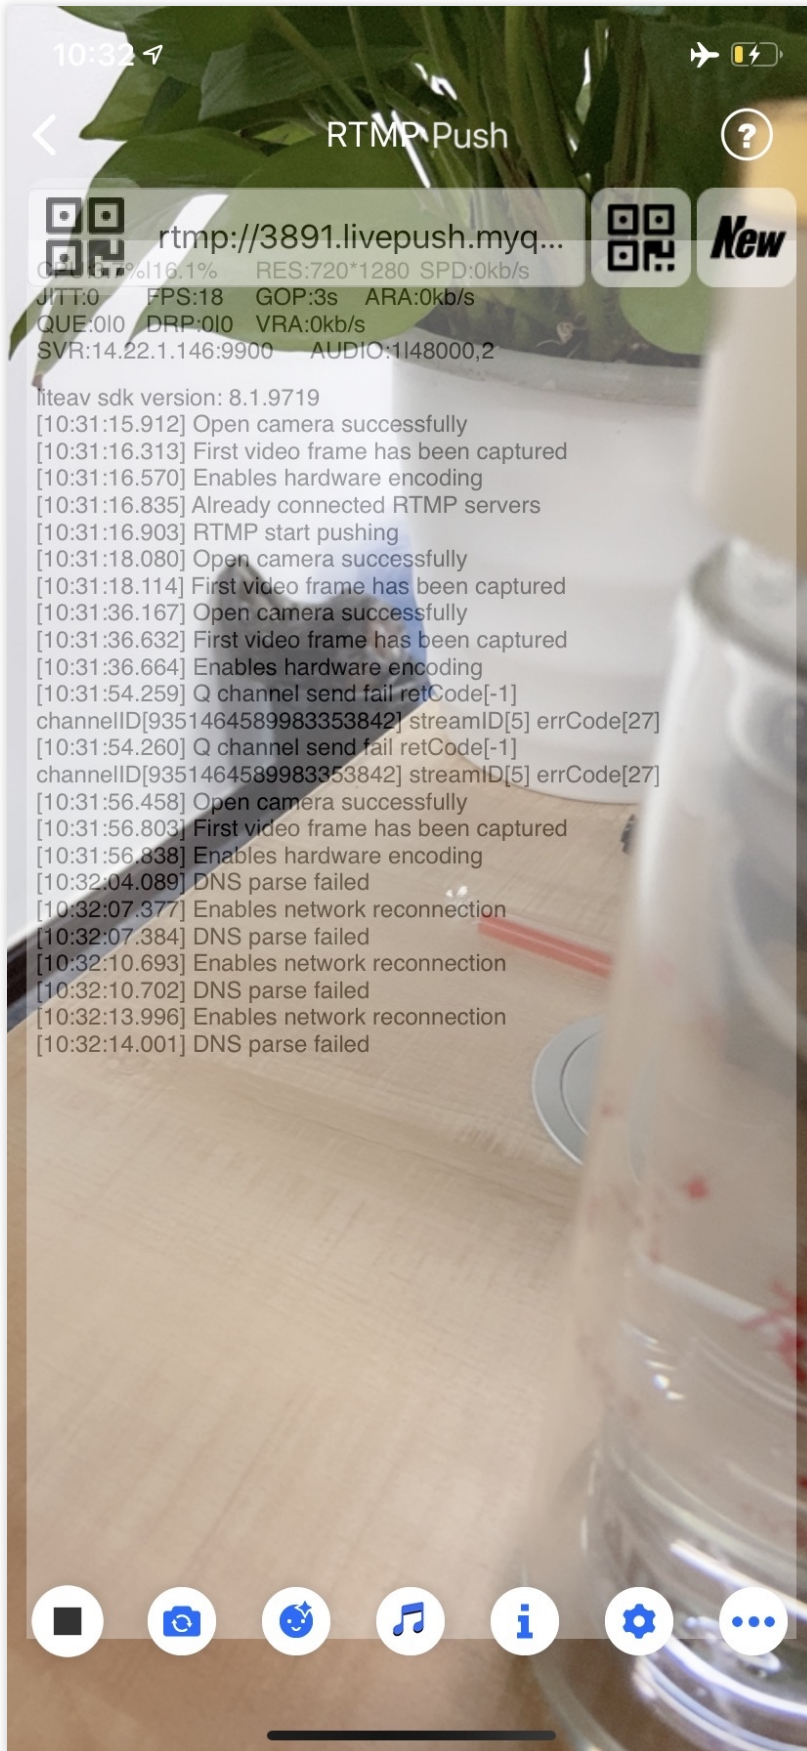 10:32
RTMP Push
?
rtmp://3891.livepush.myq...
New
CPU:3.7%|16.1% RES:720*1280 SPD:0kb/s
JITT:0 FPS:18 GOP:3s ARA:0kb/s
QUE:0|0 DRP:0|0 VRA:0kb/s
SVR:14.22.1.146:9900 AUDIO:1|48000,2
liteav sdk version: 8.1.9719
[10:31:15.912] Open camera successfully
[10:31:16.313] First video frame has been captured
[10:31:16.570] Enables hardware encoding
[10:31:16.835] Already connected RTMP servers
[10:31:16.903] RTMP start pushing
[10:31:18.080] Open camera successfully
[10:31:18.114] First video frame has been captured
[10:31:36.167] Open camera successfully
[10:31:36.632] First video frame has been captured
[10:31:36.664] Enables hardware encoding
[10:31:54.259] Q channel send fail retCode[-1]
channelID[9351464589983353842] streamID[5] errCode[27]
[10:31:54.260] Q channel send fail retCode[-1]
channelID[9351464589983353842] streamID[5] errCode[27]
[10:31:56.458] Open camera successfully
[10:31:56.803] First video frame has been captured
[10:31:56.838] Enables hardware encoding
[10:32:04.089] DNS parse failed
[10:32:07.377] Enables network reconnection
[10:32:07.384] DNS parse failed
[10:32:10.693] Enables network reconnection
[10:32:10.702] DNS parse failed
[10:32:13.996] Enables network reconnection
[10:32:14.001] DNS parse failed